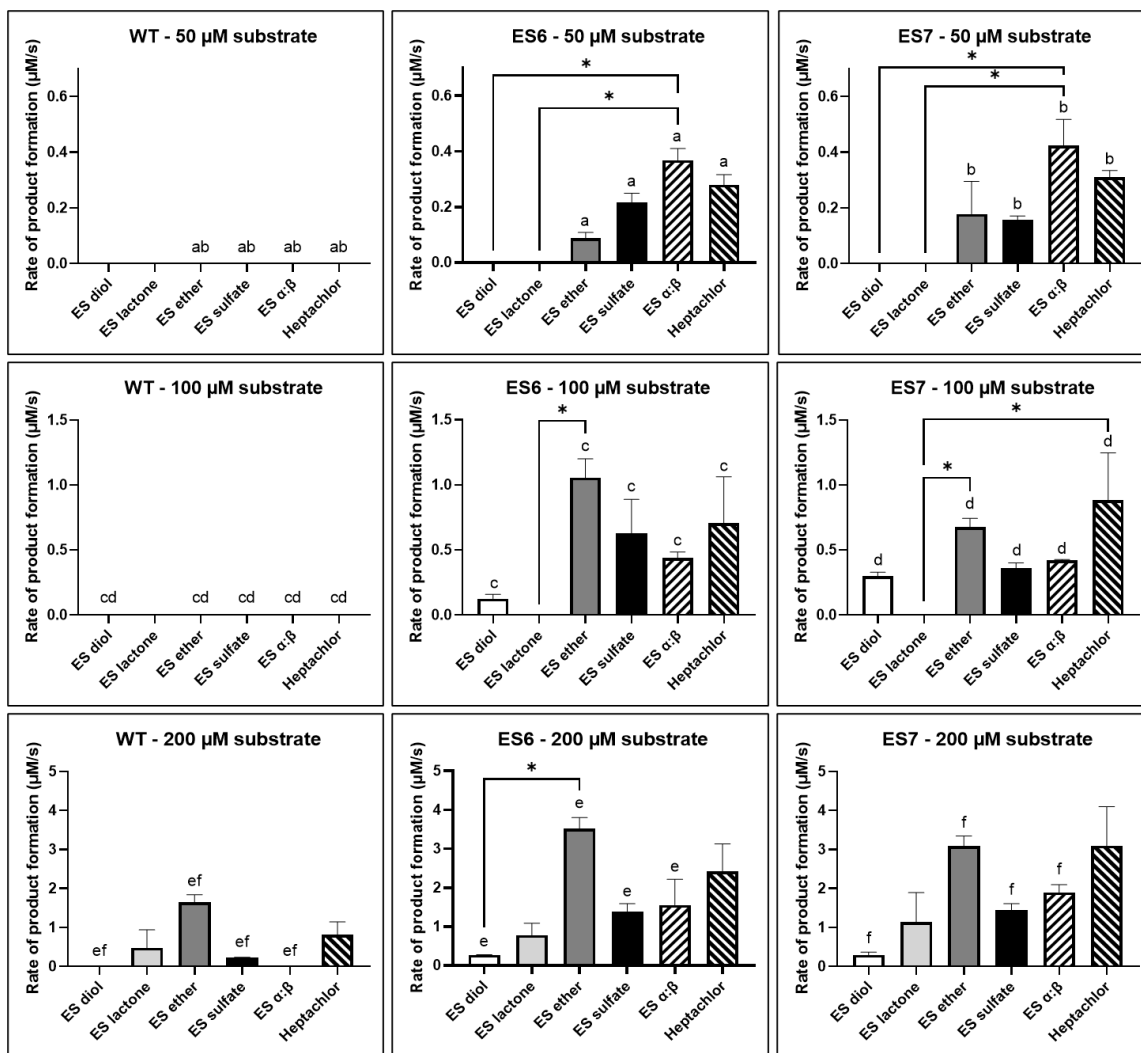 WT - 50 µM substrate
Rate of product formation (µM/s)
0.6
0.4
0.2
0.0
ab ab ab ab
ES diol
ES lactone
ES ether
ES sulfate
ES α:β
Heptachlor
ES6 - 50 µM substrate
Rate of product formation (µM/s)
0.6
0.4
0.2
0.0
*
*
a a a a
ES diol
ES lactone
ES ether
ES sulfate
ES α:β
Heptachlor
ES7 - 50 µM substrate
Rate of product formation (µM/s)
0.6
0.4
0.2
0.0
*
*
b b b b
ES diol
ES lactone
ES ether
ES sulfate
ES α:β
Heptachlor
WT - 100 µM substrate
Rate of product formation (µM/s)
1.5
1.0
0.5
0.0
cd cd cd cd cd
ES diol
ES lactone
ES ether
ES sulfate
ES α:β
Heptachlor
ES6 - 100 µM substrate
Rate of product formation (µM/s)
1.5
1.0
0.5
0.0
*
c c c c c
ES diol
ES lactone
ES ether
ES sulfate
ES α:β
Heptachlor
ES7 - 100 µM substrate
Rate of product formation (µM/s)
1.5
1.0
0.5
0.0
*
*
d d d d d
ES diol
ES lactone
ES ether
ES sulfate
ES α:β
Heptachlor
WT - 200 µM substrate
Rate of product formation (µM/s)
5
4
3
2
1
0
ef ef ef ef
ES diol
ES lactone
ES ether
ES sulfate
ES α:β
Heptachlor
ES6 - 200 µM substrate
Rate of product formation (µM/s)
5
4
3
2
1
0
*
e e e e
ES diol
ES lactone
ES ether
ES sulfate
ES α:β
Heptachlor
ES7 - 200 µM substrate
Rate of product formation (µM/s)
5
4
3
2
1
0
f f f f
ES diol
ES lactone
ES ether
ES sulfate
ES α:β
Heptachlor